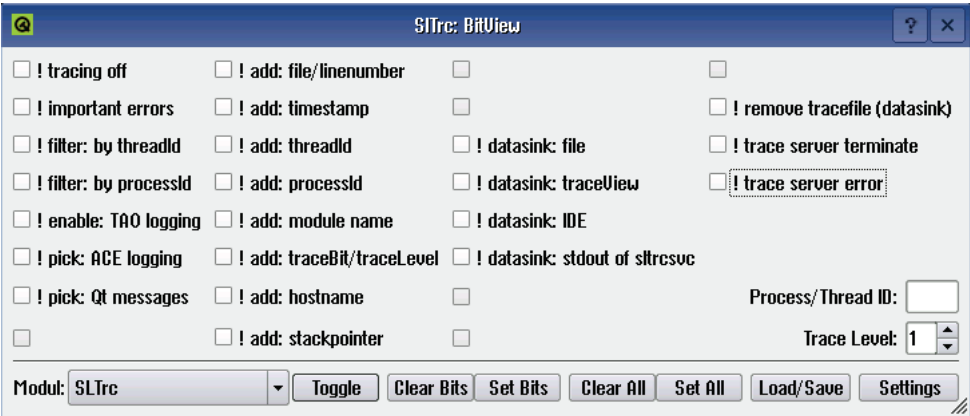 SlTrc: BitView
! tracing off ! add: file/linenumber
! important errors ! add: timestamp ! remove tracefile (datasink)
! filter: by threadId ! add: threadId ! datasink: file ! trace server terminate
! filter: by processId ! add: processId ! datasink: traceView ! trace server error
! enable: TAO logging ! add: module name ! datasink: IDE
! pick: ACE logging ! add: traceBit/traceLevel ! datasink: stdout of sltrcsvc
! pick: Qt messages ! add: hostname Process/Thread ID:
! add: stackpointer Trace Level: 1
Modul: SLTrc Toggle Clear Bits Set Bits Clear All Set All Load/Save Settings